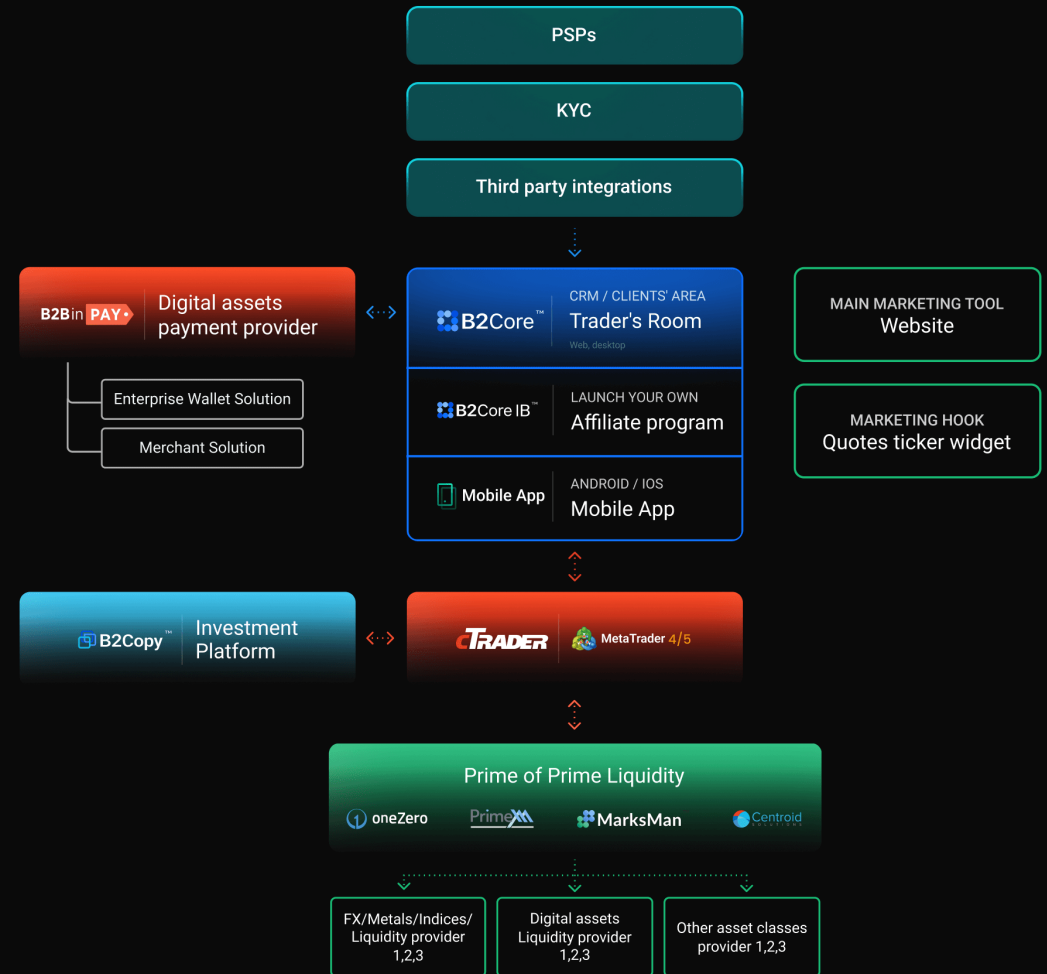 PSPs
KYC
Third party integrations
B2BinPAY
Digital assets
payment provider
Enterprise Wallet Solution
Merchant Solution
B2Core™
CRM / CLIENTS' AREA
Trader's Room
Web, desktop
B2Core IB™
LAUNCH YOUR OWN
Affiliate program
Mobile App
ANDROID / IOS
Mobile App
MAIN MARKETING TOOL
Website
MARKETING HOOK
Quotes ticker widget
B2Copy™
Investment
Platform
cTRADER
MetaTrader 4/5
Prime of Prime Liquidity
oneZero
PrimeXM
MarksMan
Centroid
SOLUTIONS
FX/Metals/Indices/
Liquidity provider
1,2,3
Digital assets
Liquidity provider
1,2,3
Other asset classes
provider 1,2,3